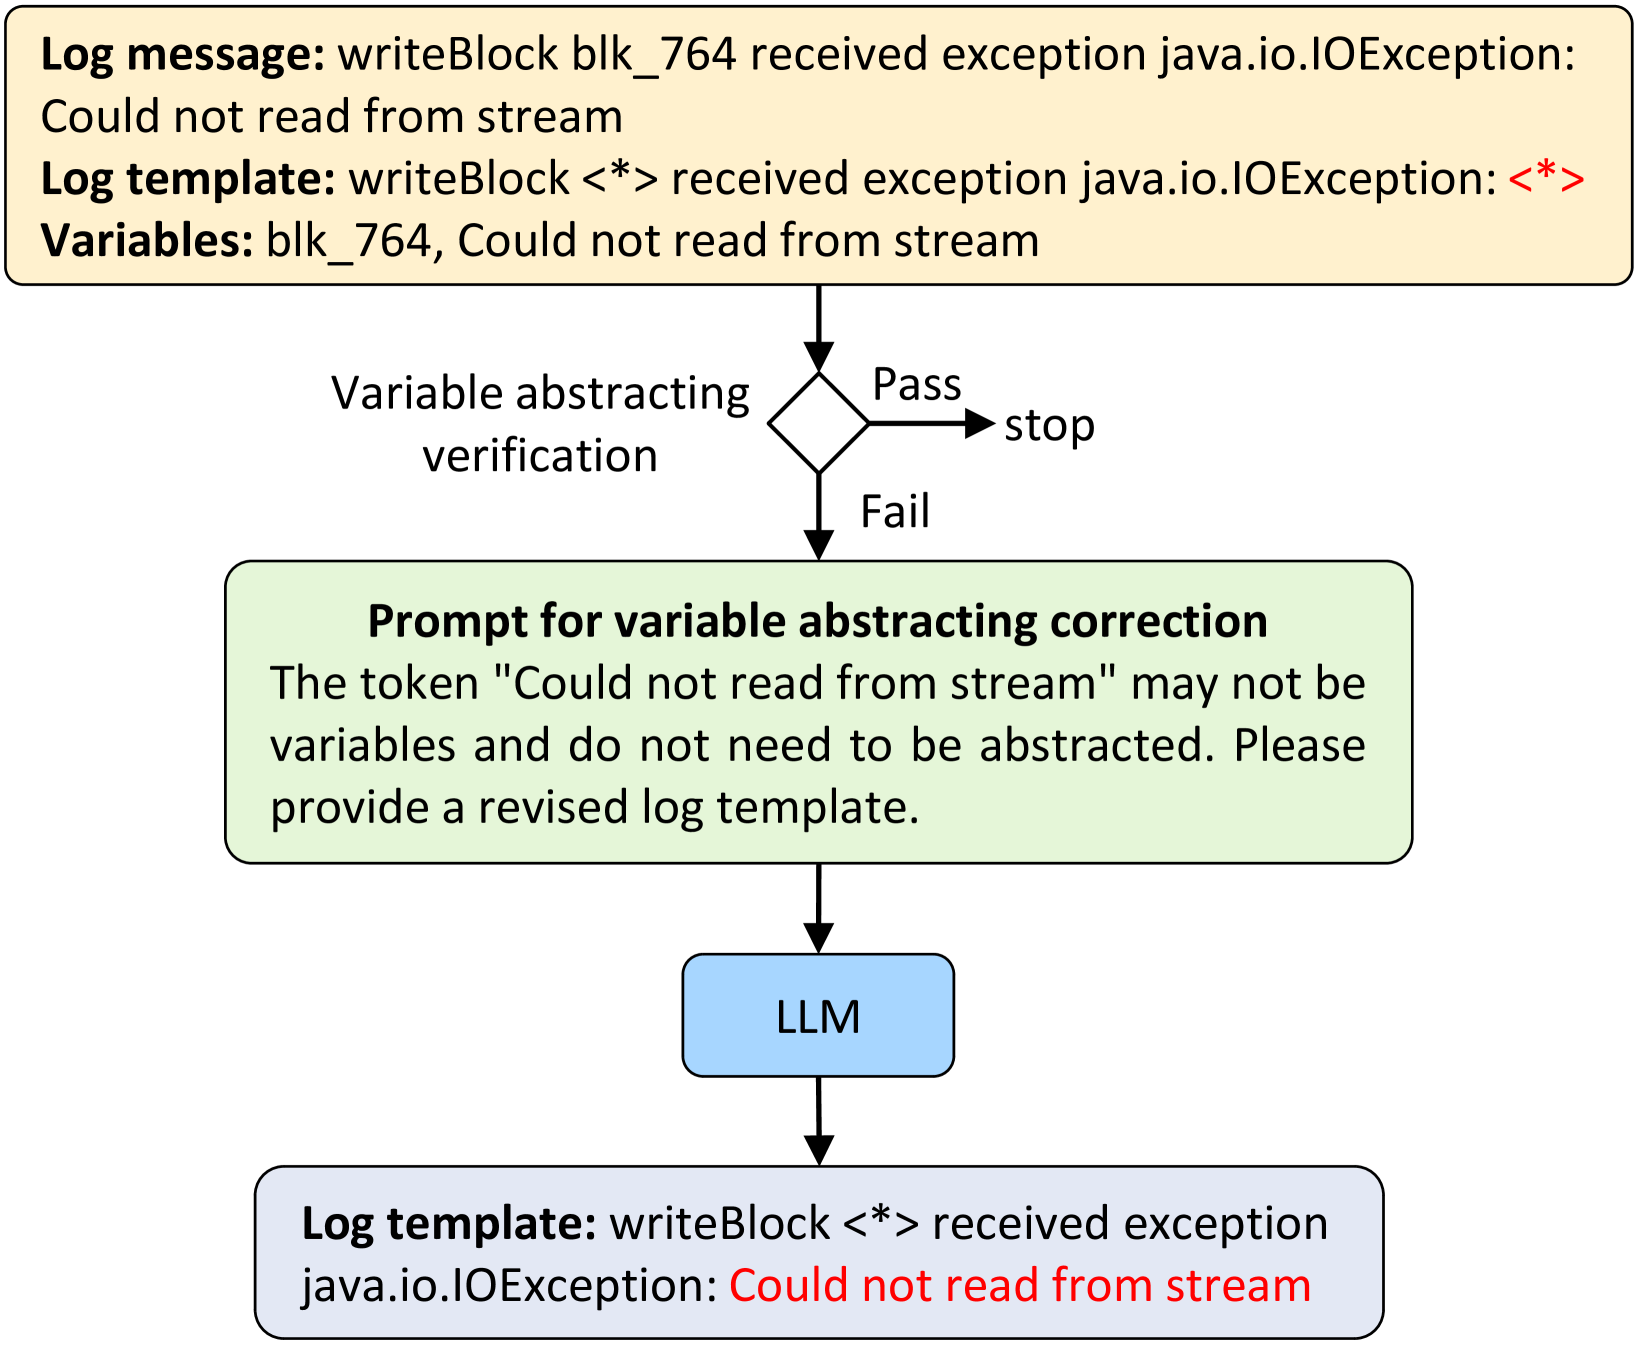 Log message: writeBlock blk_764 received exception java.io.IOException:
Could not read from stream
Log template: writeBlock <*> received exception java.io.IOException: <*>
Variables: blk_764, Could not read from stream
Variable abstracting
verification
Pass
stop
Fail
Prompt for variable abstracting correction
The token "Could not read from stream" may not be
variables and do not need to be abstracted. Please
provide a revised log template.
LLM
Log template: writeBlock <*> received exception
java.io.IOException: Could not read from stream